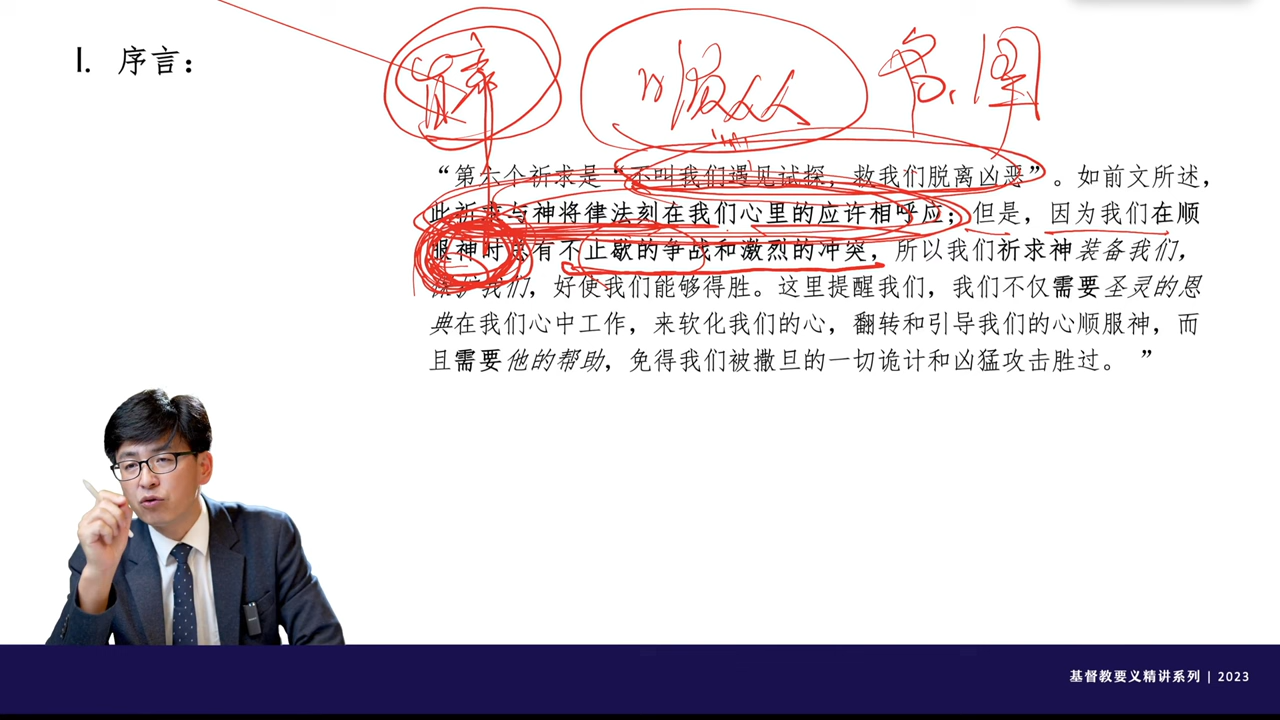 I. 序言：
顺从
“第六个祈求是“不叫我们遇见试探，救我们脱离凶恶”。如前文所述，
此祈求与神将律法刻在我们心里的应许相呼应；但是，因为我们在顺
服神时总有不止歇的争战和激烈的冲突，所以我们祈求神装备我们，
保护我们，好使我们能够得胜。这里提醒我们，我们不仅需要圣灵的恩
典在我们心中工作，来软化我们的心，翻转和引导我们的心顺服神，而
且需要他的帮助，免得我们被撒旦的一切诡计和凶猛攻击胜过。 ”
基督教要义精讲系列 | 2023